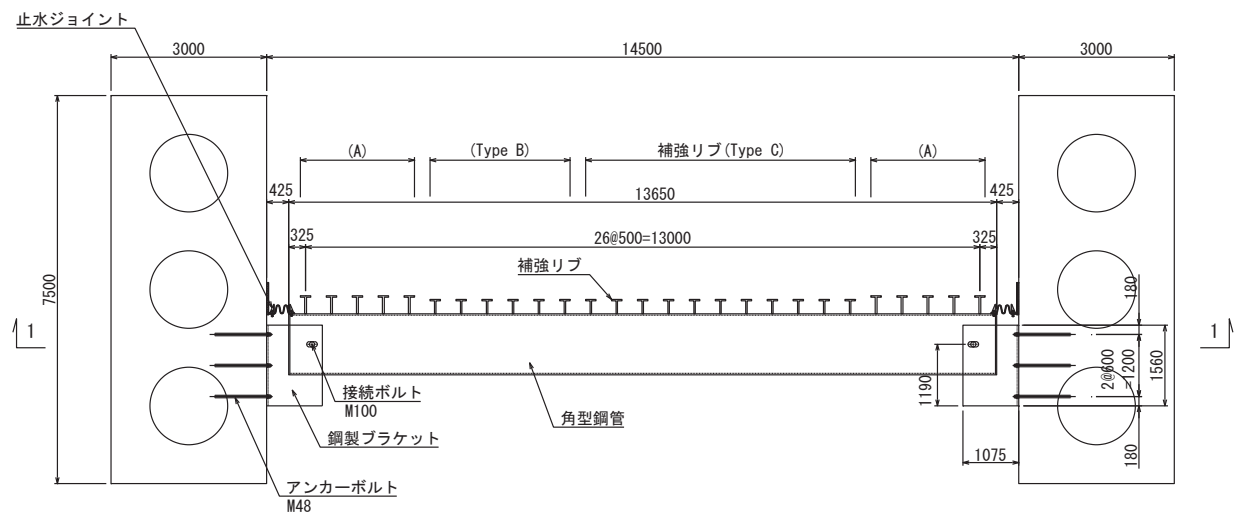 止水ジョイント
3000
14500
3000
(A)
(Type B)
補強リブ(Type C)
(A)
425
13650
425
325
26@500=13000
325
補強リブ
7500
180
1
1
2@600
=1200
1560
1190
接続ボルト
M100
角型鋼管
鋼製ブラケット
1075
180
アンカーボルト
M48